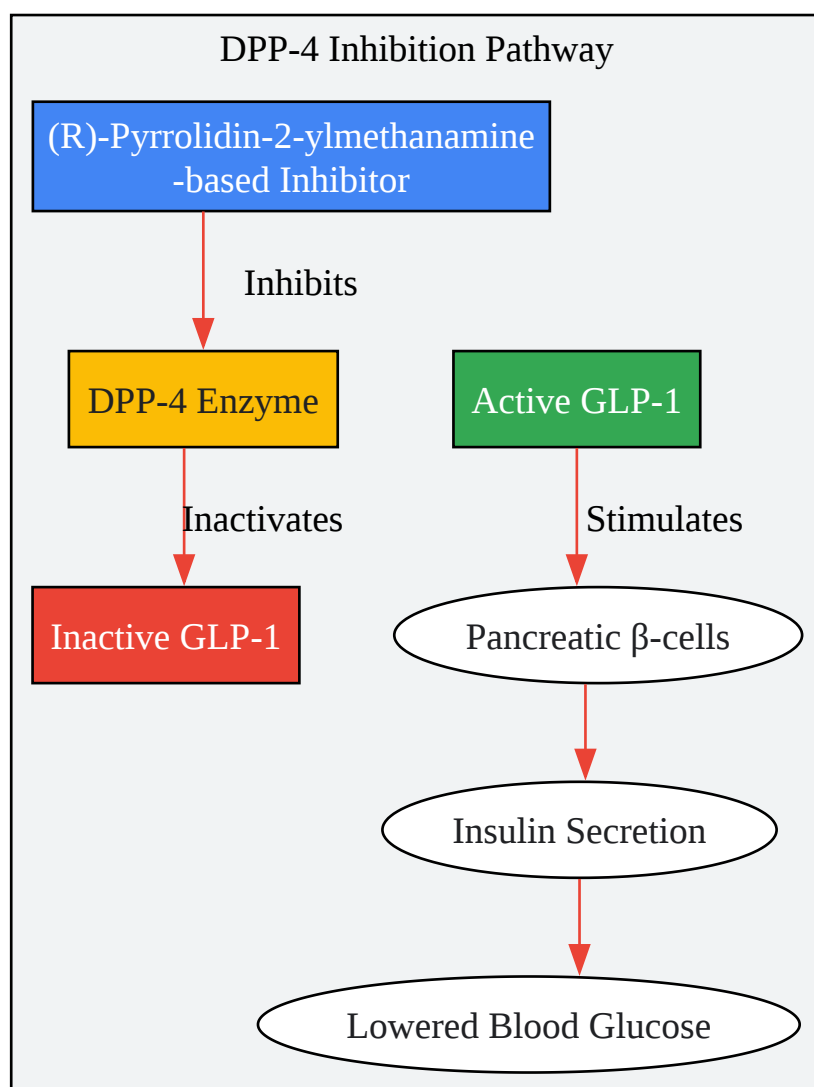 DPP-4 Inhibition Pathway
(R)-Pyrrolidin-2-ylmethanamine
-based Inhibitor
Inhibits
DPP-4 Enzyme
Active GLP-1
Inactivates
Stimulates
Inactive GLP-1
Pancreatic β-cells
Insulin Secretion
Lowered Blood Glucose